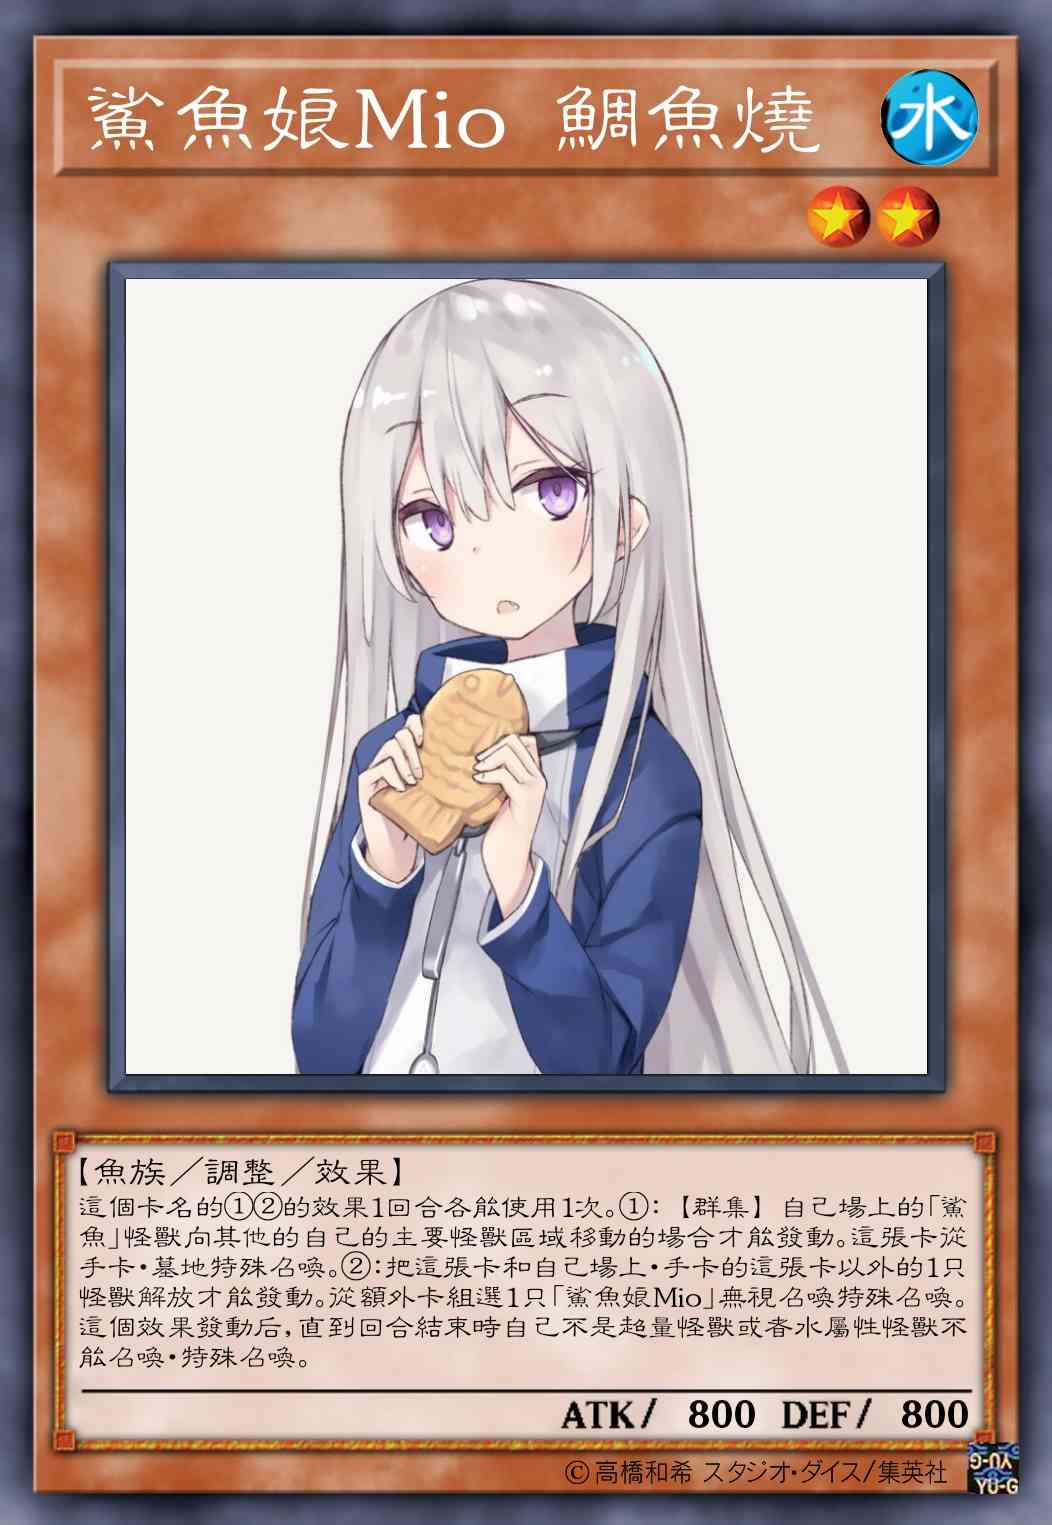 鯊魚娘Mio 鯛魚燒
水
【魚族／調整／效果】
這個卡名的①②的效果1回合各能使用1次。①：【群集】自己場上的「鯊
魚」怪獸向其他的自己的主要怪獸區域移動的場合才能發動。這張卡從
手卡・墓地特殊召喚。②：把這張卡和自己場上・手卡的這張卡以外的1只
怪獸解放才能發動。從額外卡組選1只「鯊魚娘Mio」無視召喚特殊召喚。
這個效果發動后，直到回合結束時自己不是超量怪獸或者水屬性怪獸不
能召喚・特殊召喚。
ATK/ 800 DEF/ 800
©高橋和希 スタジオ・ダイス/集英社
YU-G
YU-G